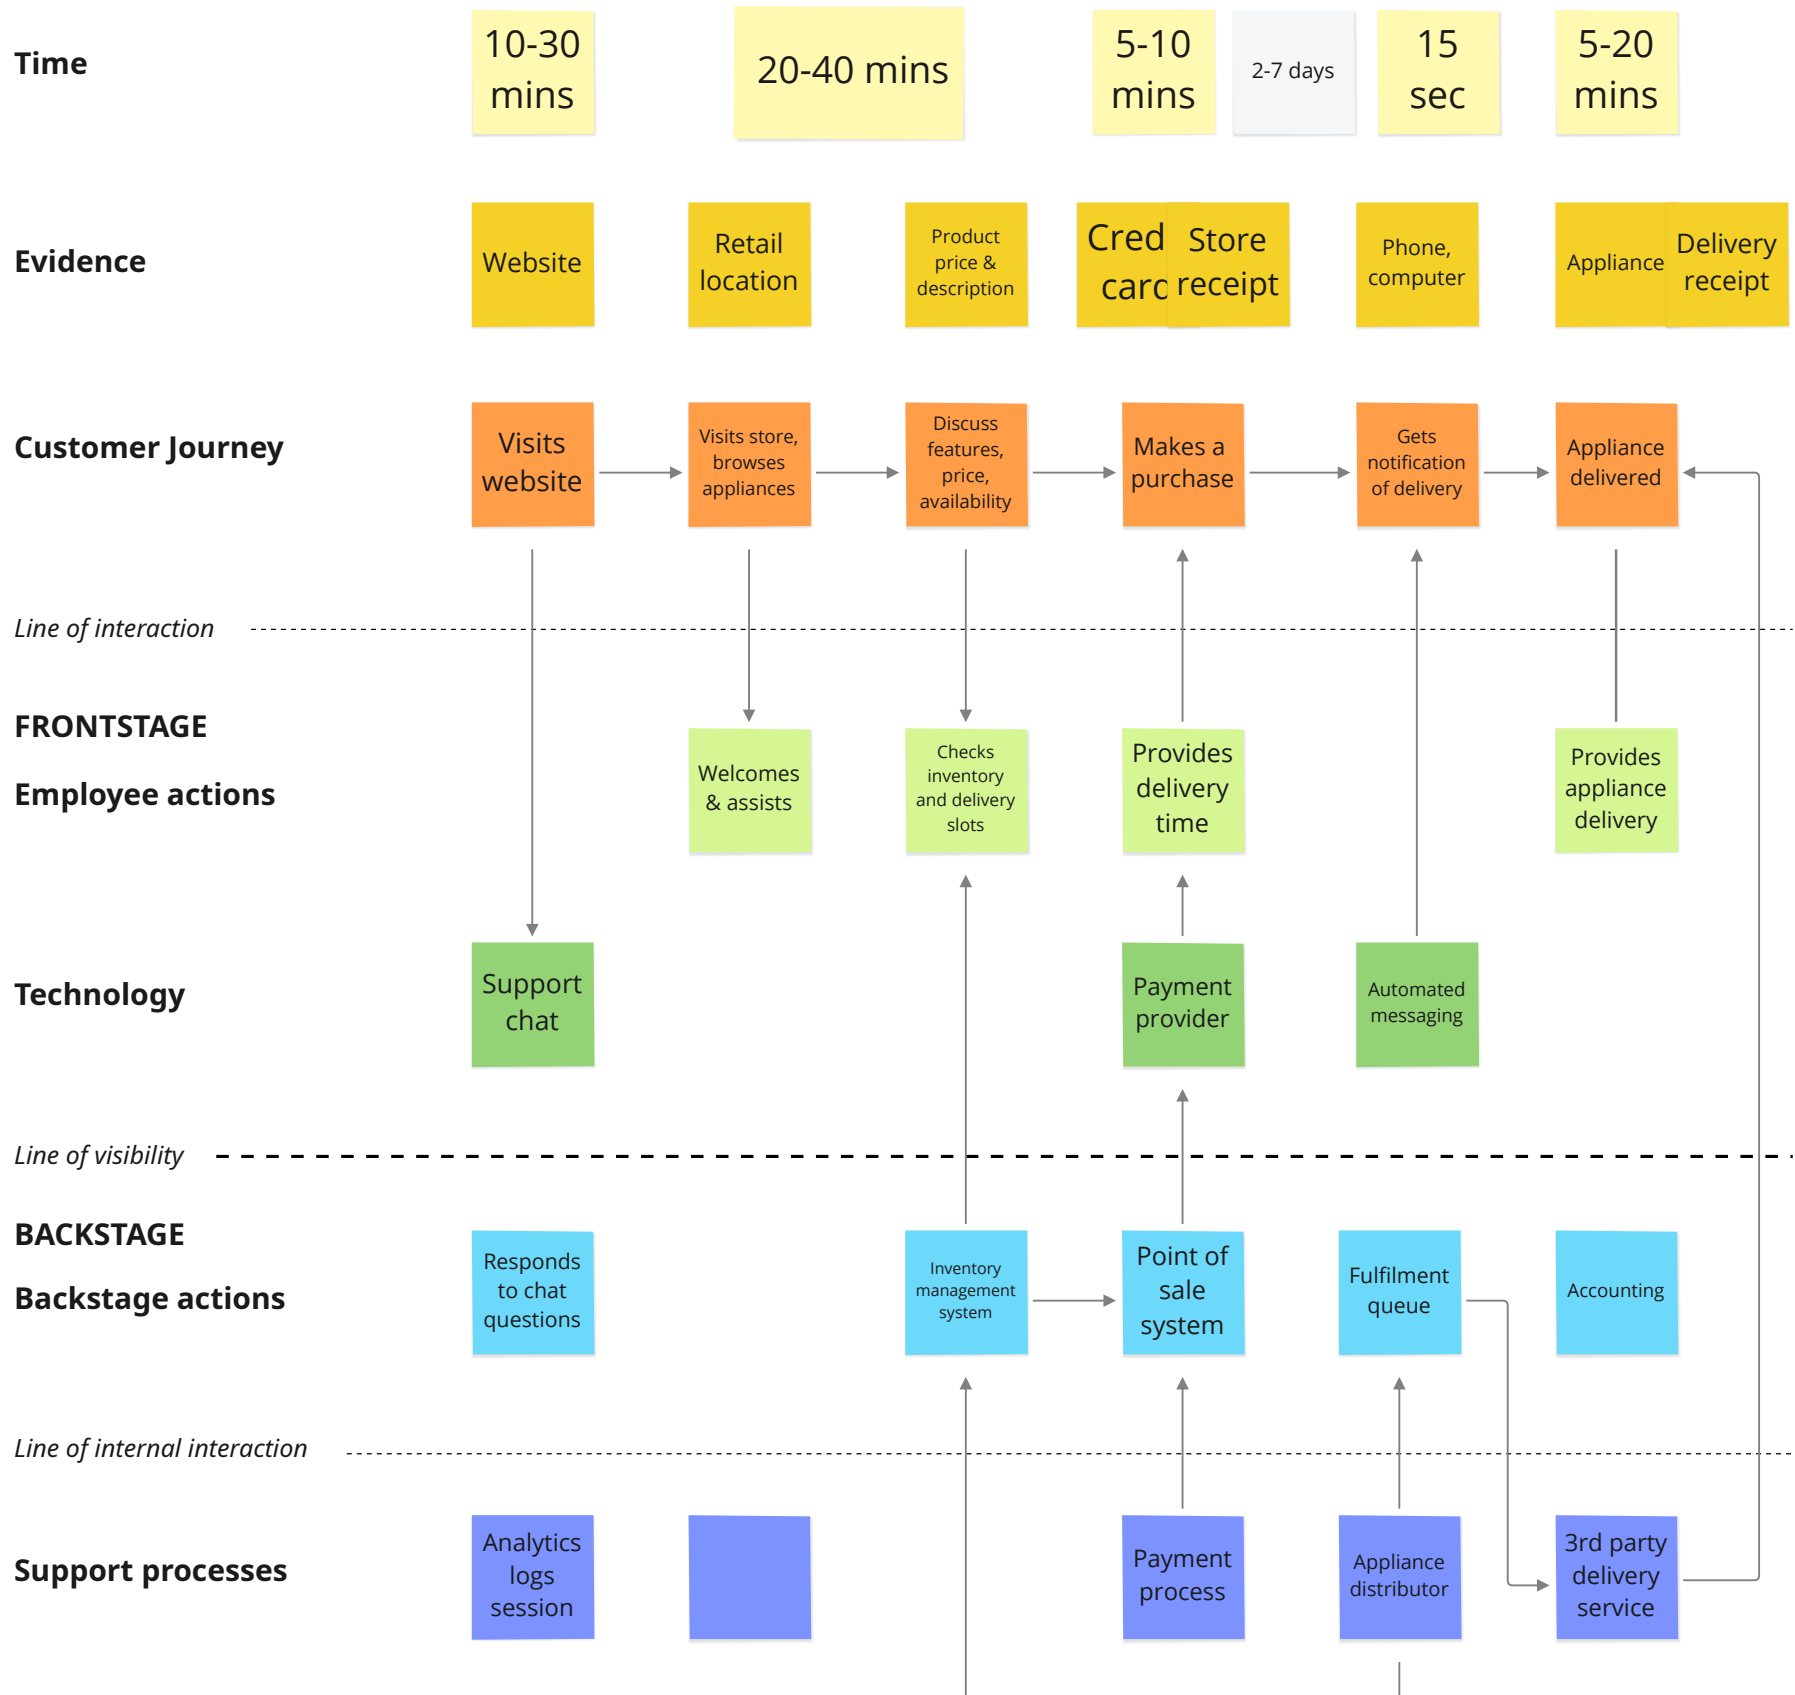 Time
10-30
mins
20-40 mins
5-10
mins
2-7 days
15
sec
5-20
mins
Evidence
Website
Retail
location
Product
price &
description
Cred
card
Store
receipt
Phone,
computer
Appliance
Delivery
receipt
Customer Journey
Visits
website
Visits store,
browses
appliances
Discuss
features,
price,
availability
Makes a
purchase
Gets
notification
of delivery
Appliance
delivered
Line of interaction
FRONTSTAGE
Employee actions
Welcomes
& assists
Checks
inventory
and delivery
slots
Provides
delivery
time
Provides
appliance
delivery
Technology
Support
chat
Payment
provider
Automated
messaging
Line of visibility
BACKSTAGE
Backstage actions
Responds
to chat
questions
Inventory
management
system
Point of
sale
system
Fulfilment
queue
Accounting
Line of internal interaction
Support processes
Analytics
logs
session
Payment
process
Appliance
distributor
3rd party
delivery
service